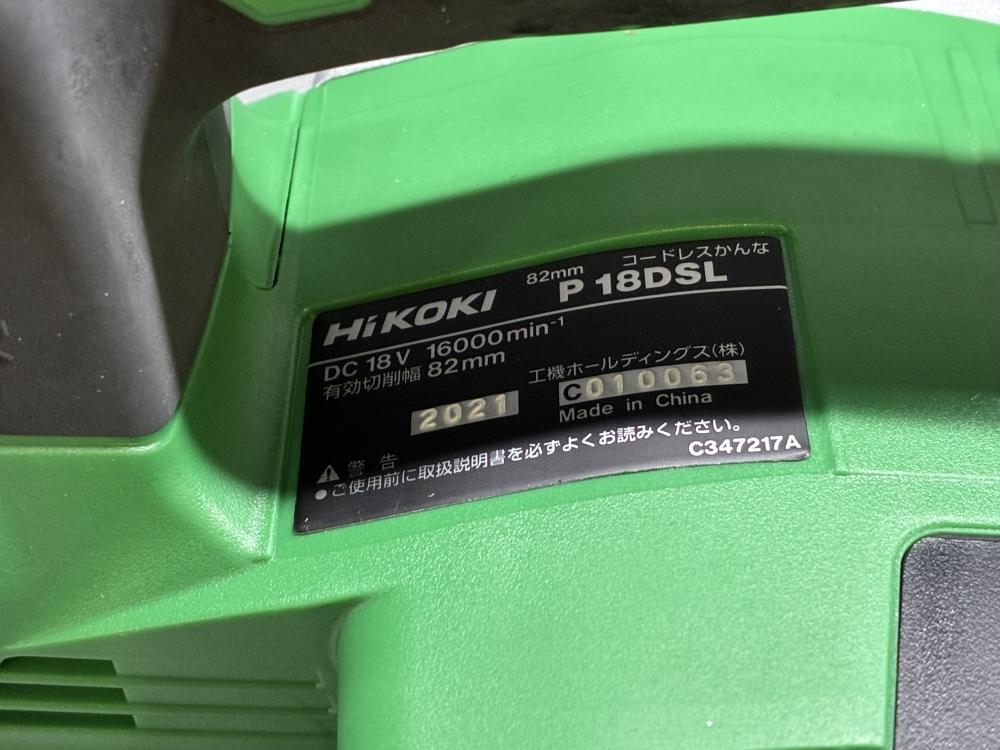 コードレスかんな
HiKOKI 82mm P 18DSL
DC 18V 16000min⁻¹
有効切削幅 82mm
工機ホールディングス(株)
2021 C010063
Made in China
⚠ 警告
●ご使用前に取扱説明書を必ずよくお読みください。
C347217A